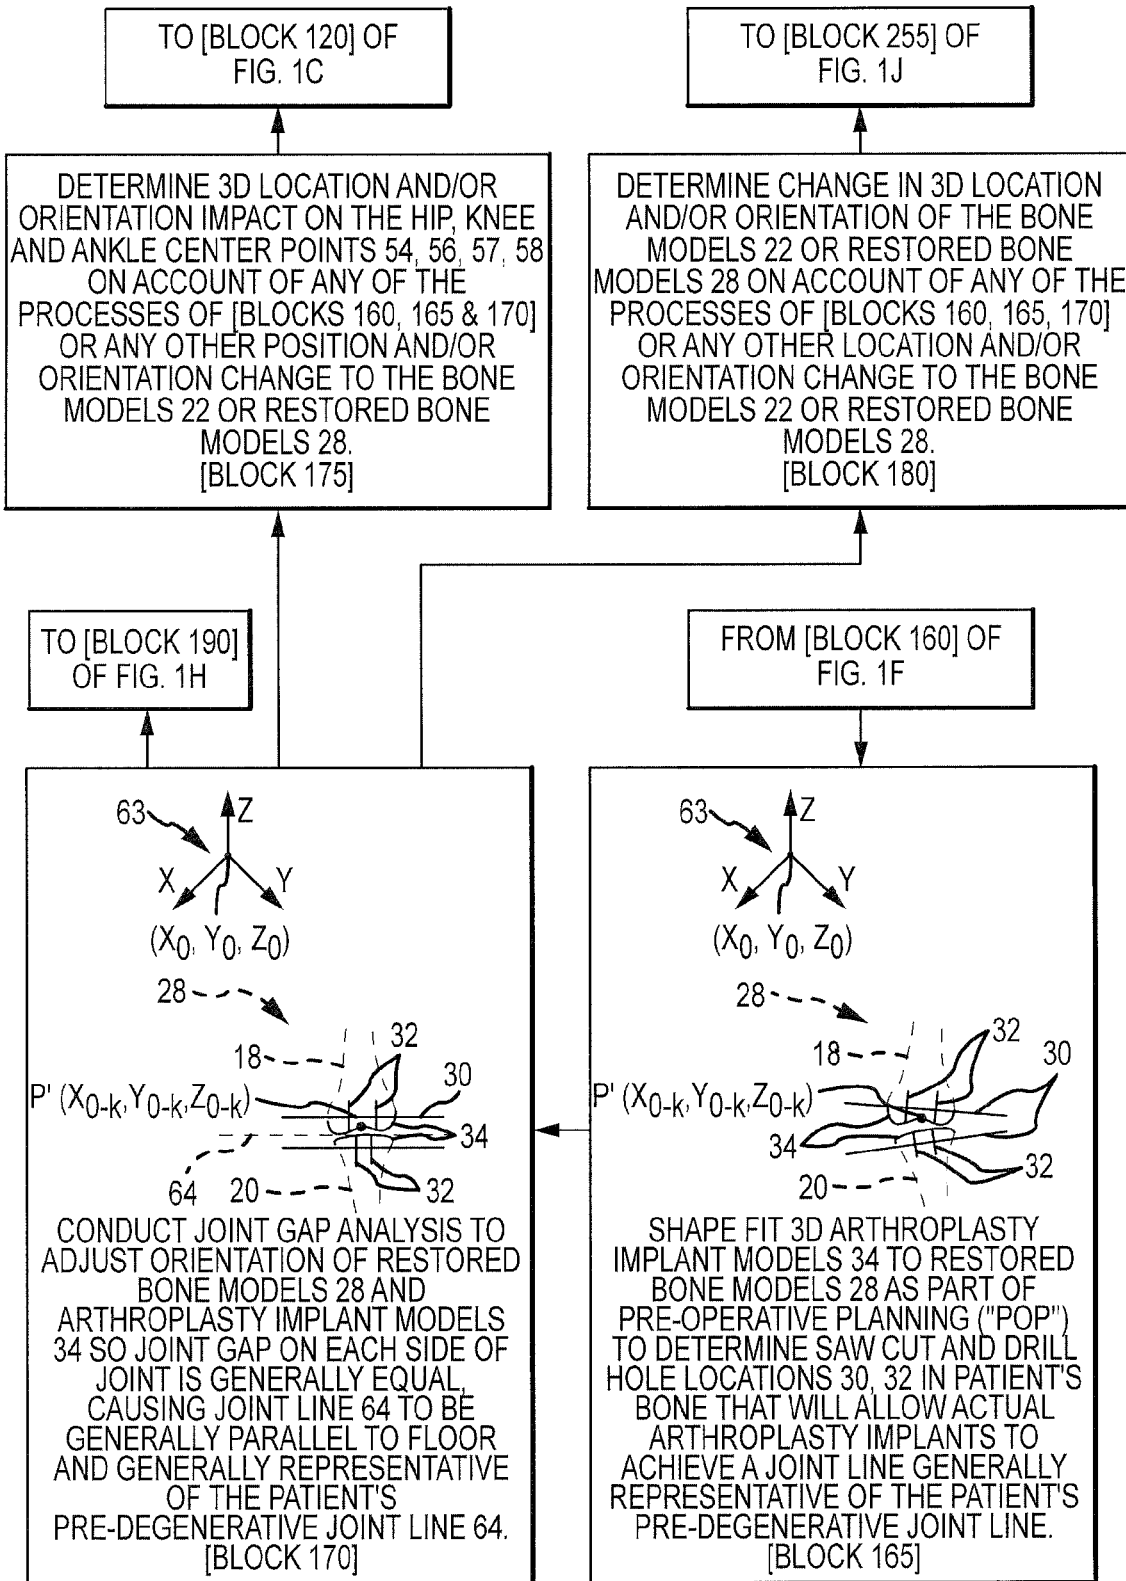 TO [BLOCK 120] OF
FIG. 1C
TO [BLOCK 255] OF
FIG. 1J
DETERMINE 3D LOCATION AND/OR
ORIENTATION IMPACT ON THE HIP, KNEE
AND ANKLE CENTER POINTS 54, 56, 57, 58
ON ACCOUNT OF ANY OF THE
PROCESSES OF [BLOCKS 160, 165 & 170]
OR ANY OTHER POSITION AND/OR
ORIENTATION CHANGE TO THE BONE
MODELS 22 OR RESTORED BONE
MODELS 28.
[BLOCK 175]
DETERMINE CHANGE IN 3D LOCATION
AND/OR ORIENTATION OF THE BONE
MODELS 22 OR RESTORED BONE
MODELS 28 ON ACCOUNT OF ANY OF THE
PROCESSES OF [BLOCKS 160, 165, 170]
OR ANY OTHER LOCATION AND/OR
ORIENTATION CHANGE TO THE BONE
MODELS 22 OR RESTORED BONE
MODELS 28.
[BLOCK 180]
TO [BLOCK 190]
OF FIG. 1H
FROM [BLOCK 160] OF
FIG. 1F
63
Z
X
Y
(X0, Y0, Z0)
28
32
18
30
P' (X0-k,Y0-k,Z0-k)
34
64
20
32
CONDUCT JOINT GAP ANALYSIS TO
ADJUST ORIENTATION OF RESTORED
BONE MODELS 28 AND
ARTHROPLASTY IMPLANT MODELS
34 SO JOINT GAP ON EACH SIDE OF
JOINT IS GENERALLY EQUAL,
CAUSING JOINT LINE 64 TO BE
GENERALLY PARALLEL TO FLOOR
AND GENERALLY REPRESENTATIVE
OF THE PATIENT'S
PRE-DEGENERATIVE JOINT LINE 64.
[BLOCK 170]
63
Z
X
Y
(X0, Y0, Z0)
28
32
18
30
P' (X0-k,Y0-k,Z0-k)
34
32
20
SHAPE FIT 3D ARTHROPLASTY
IMPLANT MODELS 34 TO RESTORED
BONE MODELS 28 AS PART OF
PRE-OPERATIVE PLANNING ("POP")
TO DETERMINE SAW CUT AND DRILL
HOLE LOCATIONS 30, 32 IN PATIENT'S
BONE THAT WILL ALLOW ACTUAL
ARTHROPLASTY IMPLANTS TO
ACHIEVE A JOINT LINE GENERALLY
REPRESENTATIVE OF THE PATIENT'S
PRE-DEGENERATIVE JOINT LINE.
[BLOCK 165]